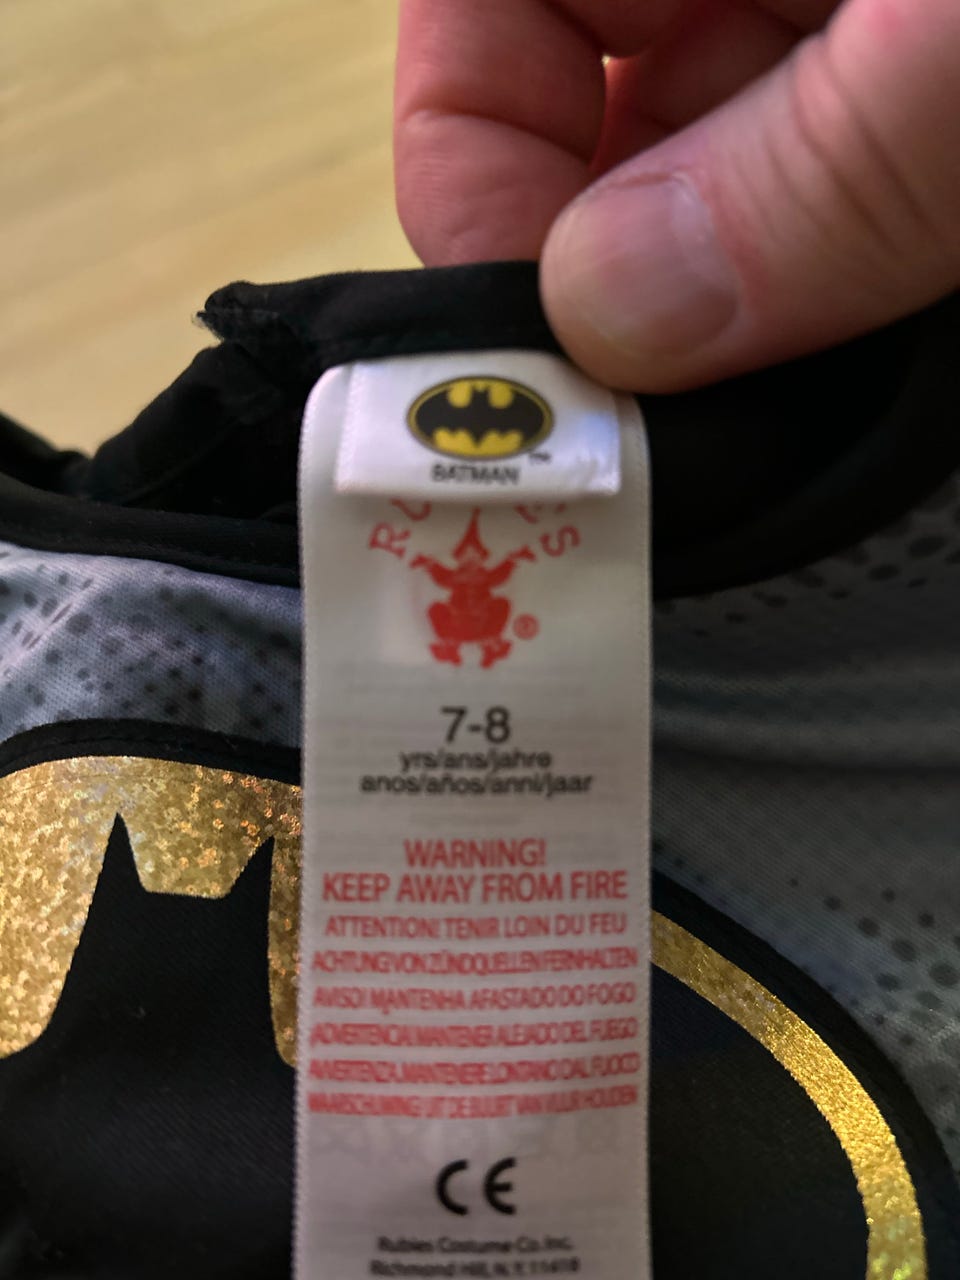 BATMAN™
RUBIES
®
7-8
yrs/ans/jahre
anos/años/anni/jaar
WARNING!
KEEP AWAY FROM FIRE
ATTENTION! TENIR LOIN DU FEU
ACHTUNG VON ZÜNDQUELLEN FERNHALTEN
AVISO! MANTENHA AFASTADO DO FOGO
¡ADVERTENCIA! MANTENER ALEJADO DEL FUEGO
AVVERTENZA. MANTENERE LONTANO DAL FUOCO
WAARSCHUWING UIT DE BUURT VAN VUUR HOUDEN
CE
Rubies Costume Co. Inc.
Richmond Hill, N.Y. 11418